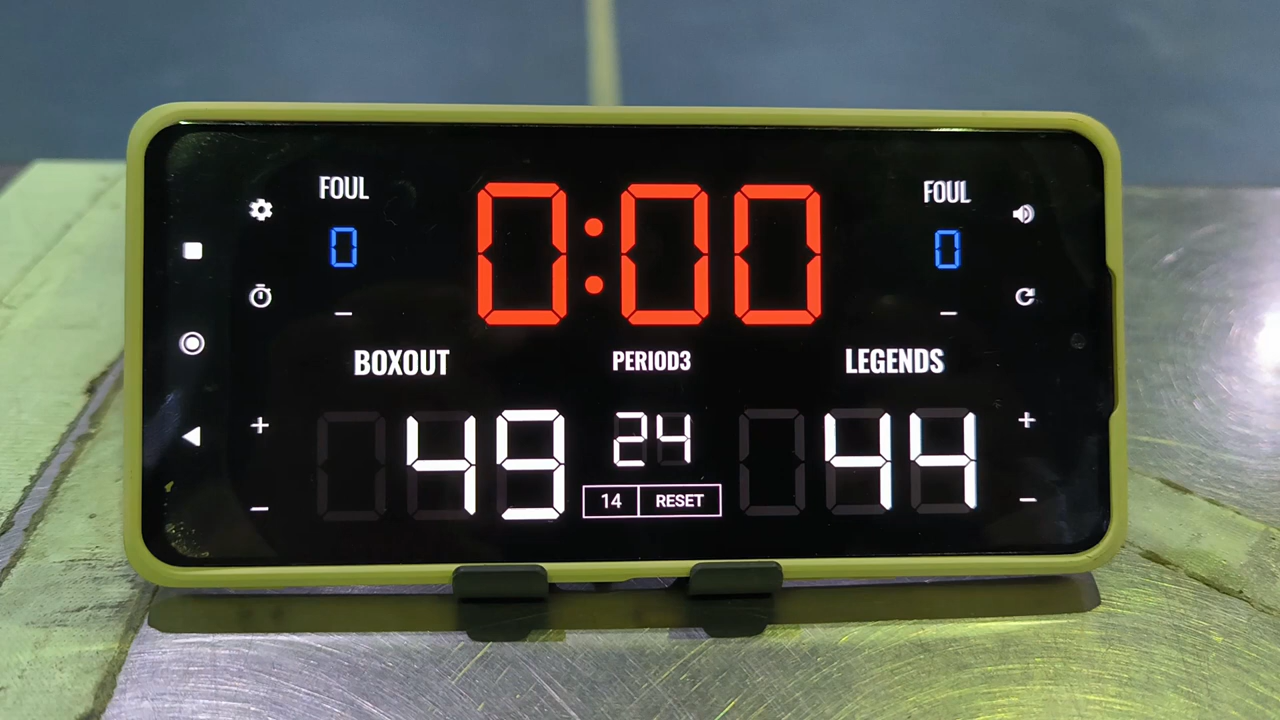 FOUL 0:00 FOUL
0 0
BOXOUT PERIOD3 LEGENDS
49 24 44
14 RESET